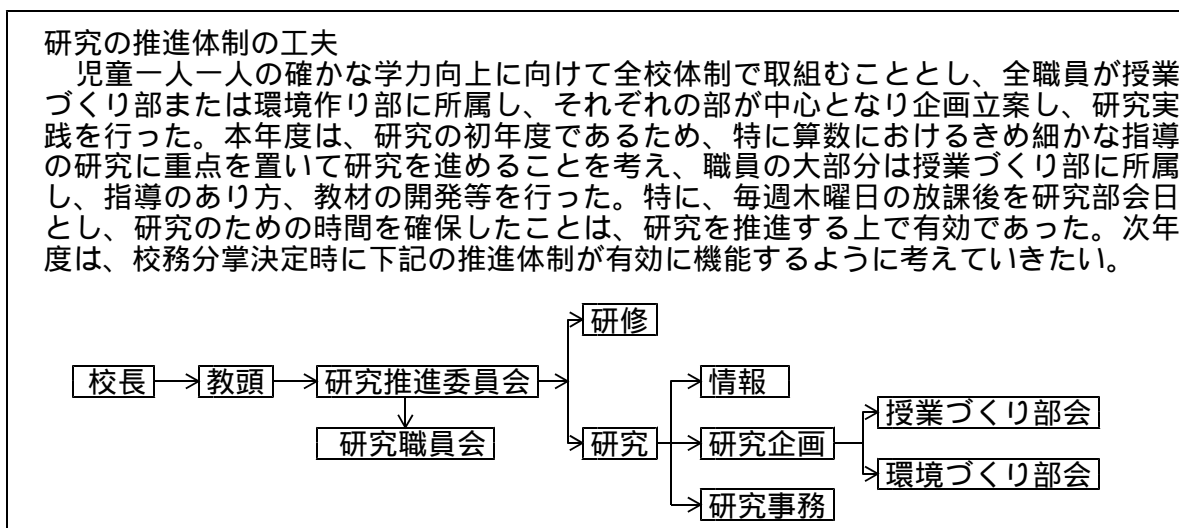 研究の推進体制の工夫
　児童一人一人の確かな学力向上に向けて全校体制で取組むこととし、全職員が授業
づくり部または環境作り部に所属し、それぞれの部が中心となり企画立案し、研究実
践を行った。本年度は、研究の初年度であるため、特に算数におけるきめ細かな指導
の研究に重点を置いて研究を進めることを考え、職員の大部分は授業づくり部に所属
し、指導のあり方、教材の開発等を行った。特に、毎週木曜日の放課後を研究部会日
とし、研究のための時間を確保したことは、研究を推進する上で有効であった。次年
度は、校務分掌決定時に下記の推進体制が有効に機能するように考えていきたい。
研修
校長 教頭 研究推進委員会 情報
授業づくり部会
研究職員会 研究 研究企画
環境づくり部会
研究事務